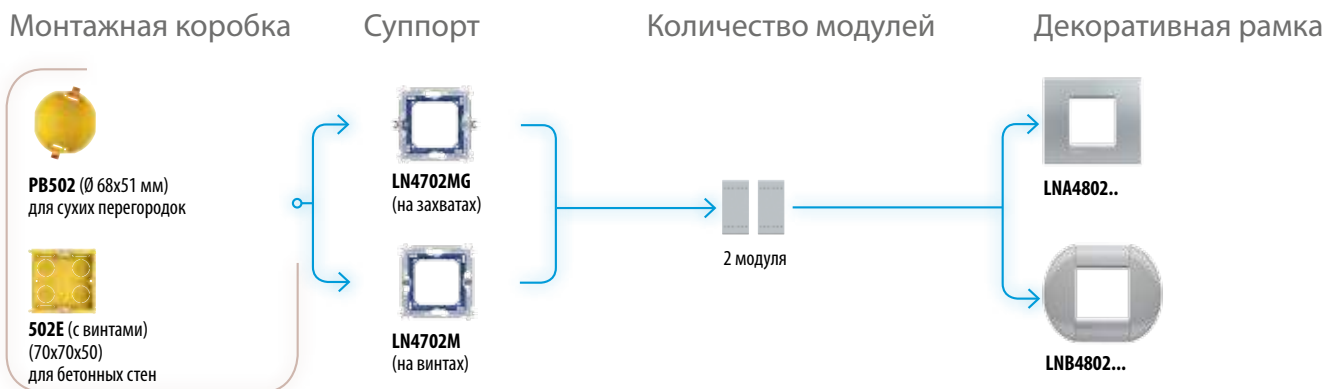 Монтажная коробка
Суппорт
Количество модулей
Декоративная рамка
PB502 (Ø 68x51 мм)
для сухих перегородок
502E (с винтами)
(70x70x50)
для бетонных стен
LN4702MG
(на захватах)
LN4702M
(на винтах)
2 модуля
LNA4802..
LNB4802...